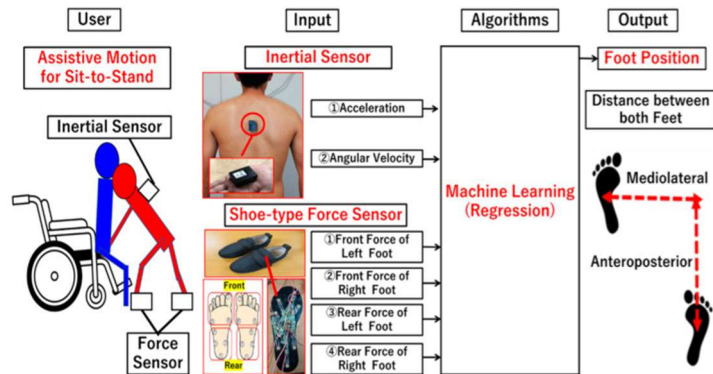 User
Input
Algorithms
Output
Assistive Motion
for Sit-to-Stand
Inertial Sensor
Force
Sensor
Inertial Sensor
①Acceleration
②Angular Velocity
Shoe-type Force Sensor
Front
Rear
①Front Force of
Left Foot
②Front Force of
Right Foot
③Rear Force of
Left Foot
④Rear Force of
Right Foot
Machine Learning
(Regression)
Foot Position
Distance between
both Feet
Mediolateral
Anteroposterior